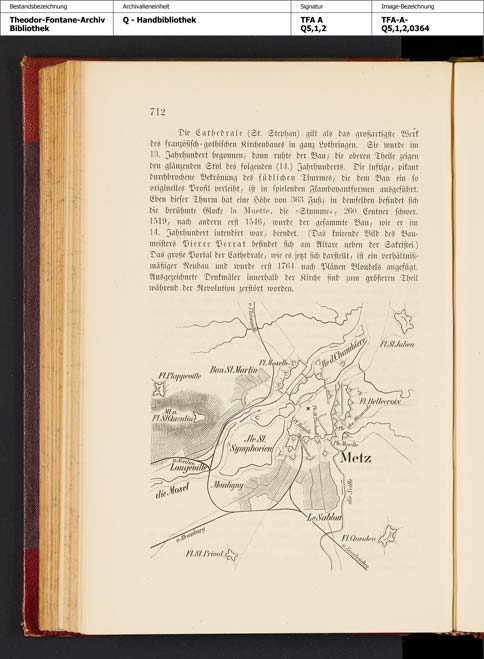 Bestandsbezeichnung
Archivalieneinheit
Signatur
Image-Bezeichnung
Theodor-Fontane-Archiv
Bibliothek
Q - Handbibliothek
TFA A
Q5,1,2
TFA-A-
Q5,1,2,0364
712
Die Cathedrale (St. Stephan) gilt als das großartigste Werk
des französisch-gothischen Kirchenbaus in ganz Lothringen. Sie wurde im
13. Jahrhundert begonnen; dann ruhte der Bau; die oberen Theile zeigen
den glänzenden Styl des folgenden (14.) Jahrhunderts. Die luftige, pikant
durchbrochene Bekrönung des südlichen Thurmes, die dem Bau ein so
originelles Profil verleiht, ist in spielenden Flamboyantformen ausgeführt.
Eben dieser Thurm hat eine Höhe von 363 Fuß; in demselben befindet sich
die berühmte Glocke la Muette, die »Stumme«, 260 Centner schwer.
1519, nach andern erst 1546, wurde der gesammte Bau, wie er im
14. Jahrhundert intendirt war, beendet. (Das knieende Bild des Bau-
meisters Pierre Perrat befindet sich am Altare neben der Sakristei.)
Das große Portal der Cathedrale, wie es jetzt sich darstellt, ist ein verhältniß-
mäßiger Neubau und wurde erst 1764 nach Plänen Blondels angefügt.
Ausgezeichnete Denkmäler innerhalb der Kirche sind zum größeren Theil
während der Revolution zerstört worden.
Ft. St. Julien
Ile d. Chambière
Ft. Moselle
Ban St. Martin
Ft. Plappeville
Ft. Bellecroix
Ft. St Quentin
Ile St.
Symphorien
Metz
Longeville
die Mosel
Montigny
die Seille
Le Sablon
Ft. Queuleu
Ft. St. Privat